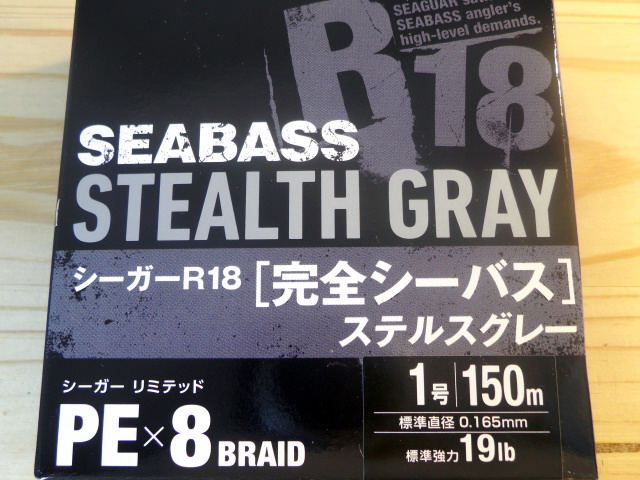 SEAGUAR
SEABASS angler's
high-level demands.
R18
SEABASS
STEALTH GRAY
シーガーR18 [完全シーバス]
ステルスグレー
シーガー リミテッド
PE×8 BRAID
1号 150m
標準直径 0.165mm
標準強力 19lb